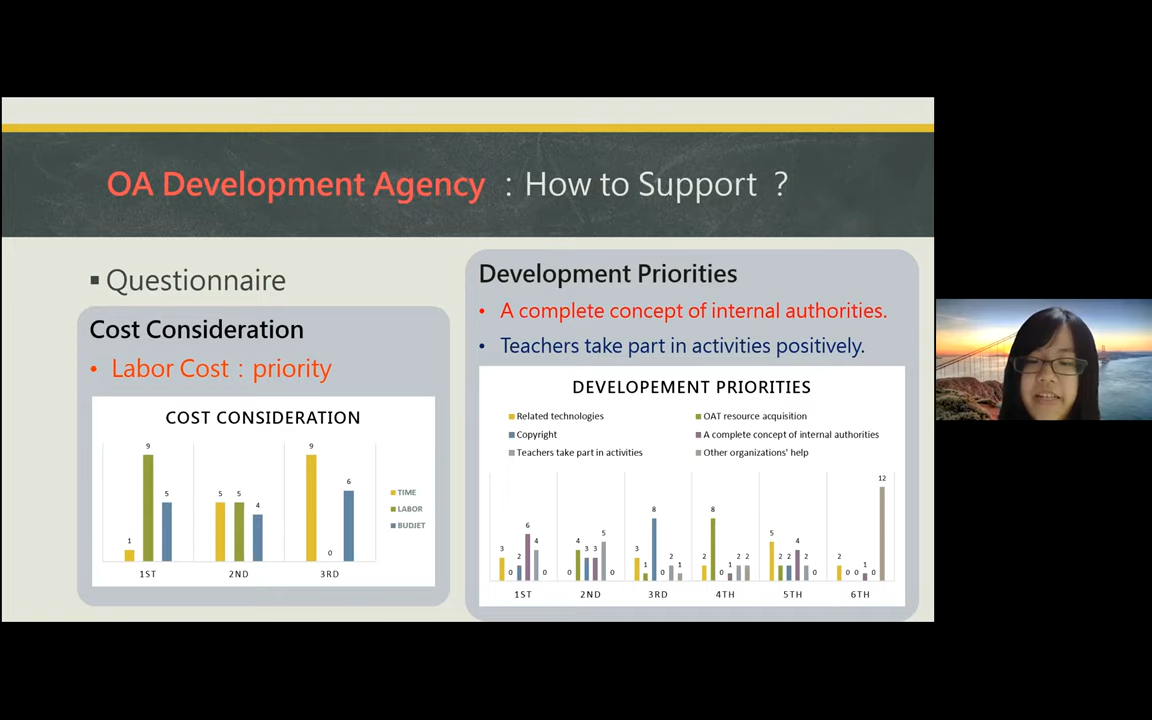 OA Development Agency : How to Support ?
▪ Questionnaire
Cost Consideration
• Labor Cost : priority
COST CONSIDERATION
9
9
6
5
5
5
4
1
0
TIME
LABOR
BUDJET
1ST 2ND 3RD
Development Priorities
• A complete concept of internal authorities.
• Teachers take part in activities positively.
DEVELOPEMENT PRIORITIES
Related technologies OAT resource acquisition
Copyright A complete concept of internal authorities
Teachers take part in activities Other organizations' help
3 0 2 6 4 0
0 4 3 3 5 0
3 1 8 0 2 1
2 8 0 1 2 2
5 2 2 4 2 0
2 0 0 1 0 12
1ST 2ND 3RD 4TH 5TH 6TH